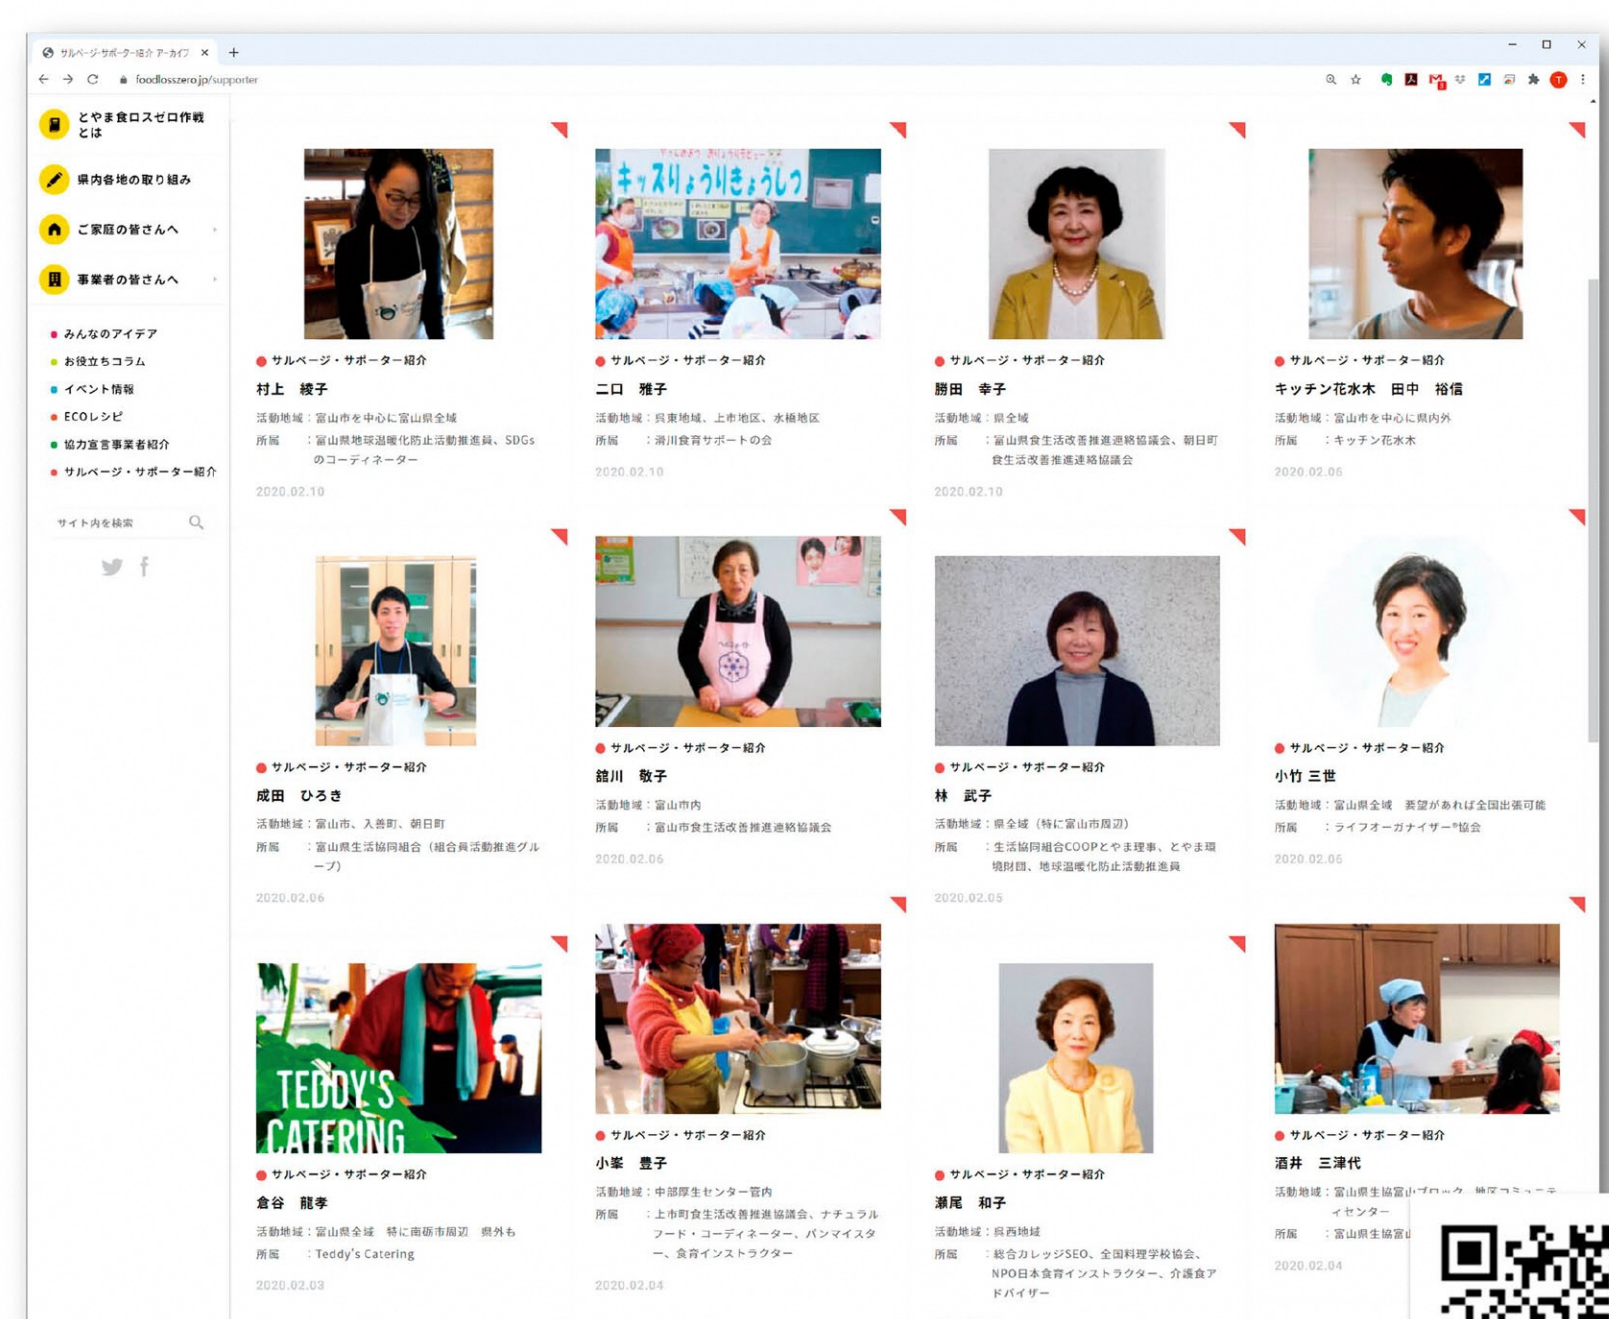 サルベージ・サポーター紹介 アーカイブ
foodlosszero.jp/supporter
とやま食ロスゼロ作戦
とは
県内各地の取り組み
ご家庭の皆さんへ
事業者の皆さんへ
みんなのアイデア
お役立ちコラム
イベント情報
ECOレシピ
協力宣言事業者紹介
サルベージ・サポーター紹介
サイト内を検索
キッズりょうりきょうしつ
サルベージ・サポーター紹介
村上 綾子
活動地域：富山市を中心に富山県全域
所属 ：富山県地球温暖化防止活動推進員、SDGs
のコーディネーター
2020.02.10
サルベージ・サポーター紹介
二口 雅子
活動地域：呉東地域、上市地区、水橋地区
所属 ：滑川食育サポートの会
2020.02.10
サルベージ・サポーター紹介
勝田 幸子
活動地域：県全域
所属 ：富山県食生活改善推進連絡協議会、朝日町
食生活改善推進連絡協議会
2020.02.10
サルベージ・サポーター紹介
キッチン花水木 田中 裕信
活動地域：富山市を中心に県内外
所属 ：キッチン花水木
2020.02.06
サルベージ・サポーター紹介
成田 ひろき
活動地域：富山市、入善町、朝日町
所属 ：富山県生活協同組合（組合員活動推進グル
ープ）
2020.02.06
サルベージ・サポーター紹介
舘川 敬子
活動地域：富山市内
所属 ：富山市食生活改善推進連絡協議会
2020.02.06
サルベージ・サポーター紹介
林 武子
活動地域：県全域（特に富山市周辺）
所属 ：生活協同組合COOPとやま理事、とやま環
境財団、地球温暖化防止活動推進員
2020.02.05
サルベージ・サポーター紹介
小竹 三世
活動地域：富山県全域 要望があれば全国出張可能
所属 ：ライフオーガナイザー®協会
2020.02.05
TEDDY'S
CATERING
サルベージ・サポーター紹介
倉谷 龍孝
活動地域：富山県全域 特に南砺市周辺 県外も
所属 ：Teddy's Catering
2020.02.03
サルベージ・サポーター紹介
小峯 豊子
活動地域：中部厚生センター管内
所属 ：上市町食生活改善推進協議会、ナチュラル
フード・コーディネーター、パンマイスタ
ー、食育インストラクター
2020.02.04
サルベージ・サポーター紹介
瀬尾 和子
活動地域：呉西地域
所属 ：総合カレッジSEO、全国料理学校協会、
NPO日本食育インストラクター、介護食ア
ドバイザー
サルベージ・サポーター紹介
酒井 三津代
活動地域：富山県生協富山ブロック、地区コミュニテ
ィセンター
所属 ：富山県生協富山
2020.02.04